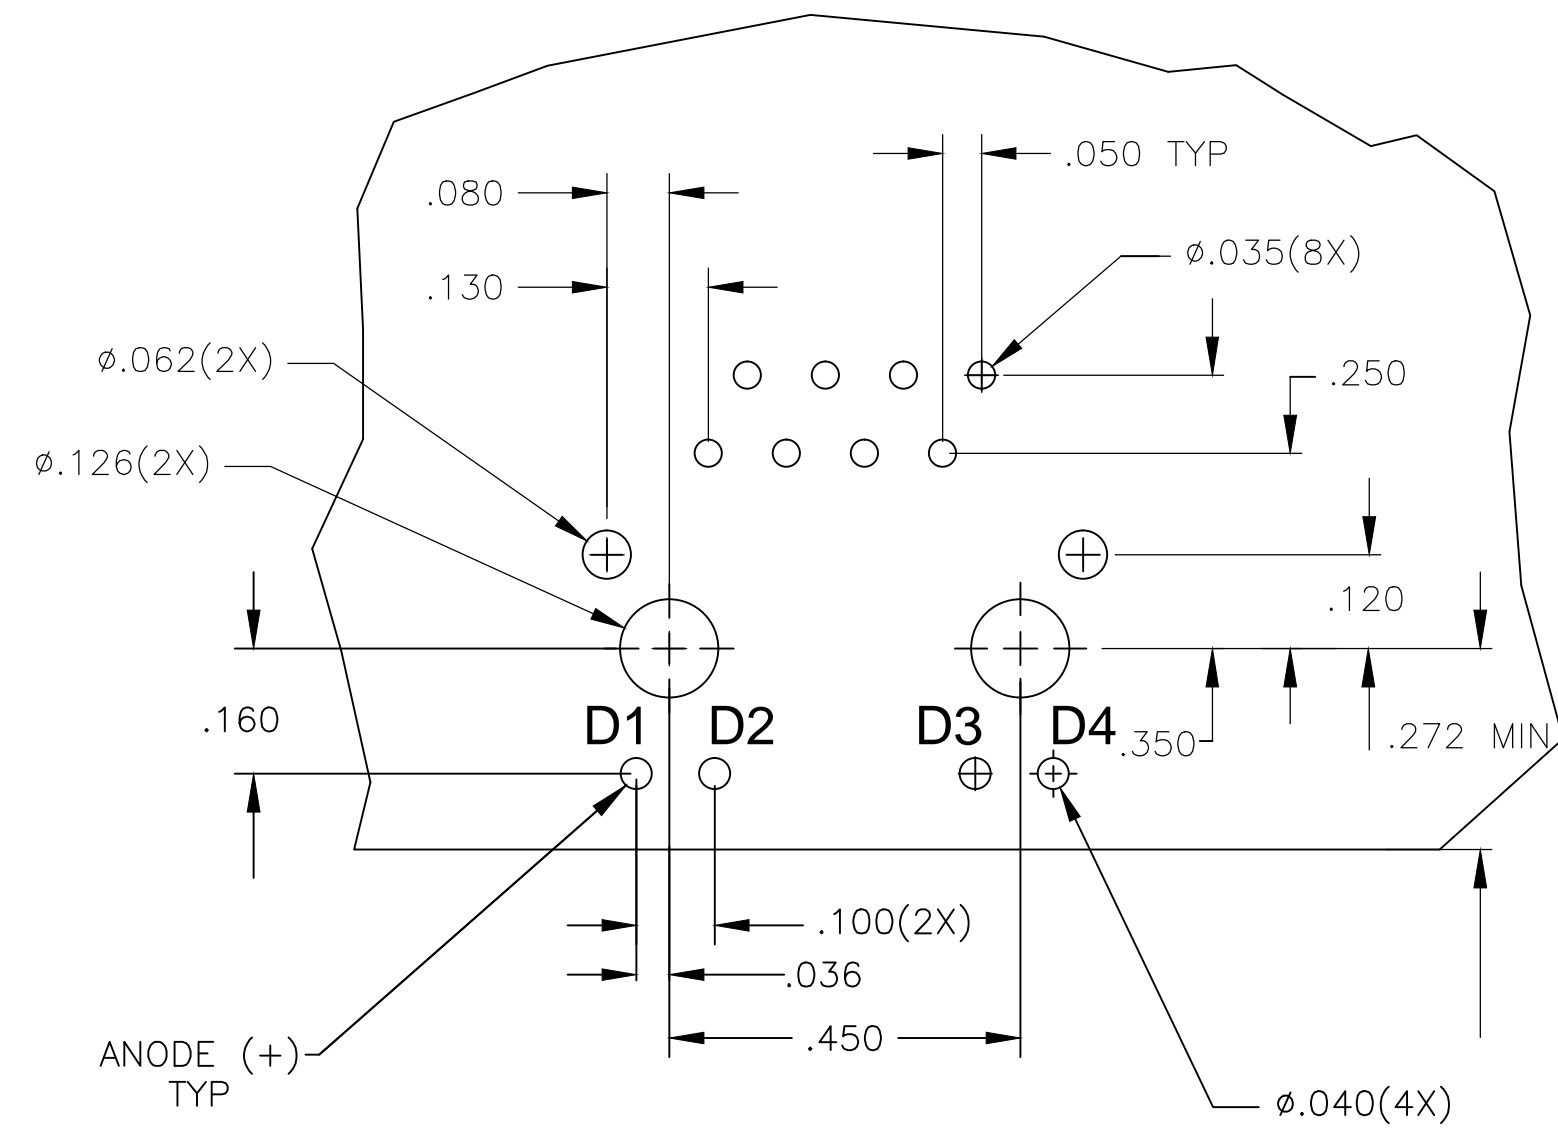 .050 TYP
.080
ø.035(8X)
.130
ø.062(2X)
.250
ø.126(2X)
.120
.160
D1
D2
D3
D4
.350
.272 MIN
.100(2X)
.036
.450
ANODE (+)
TYP
ø.040(4X)